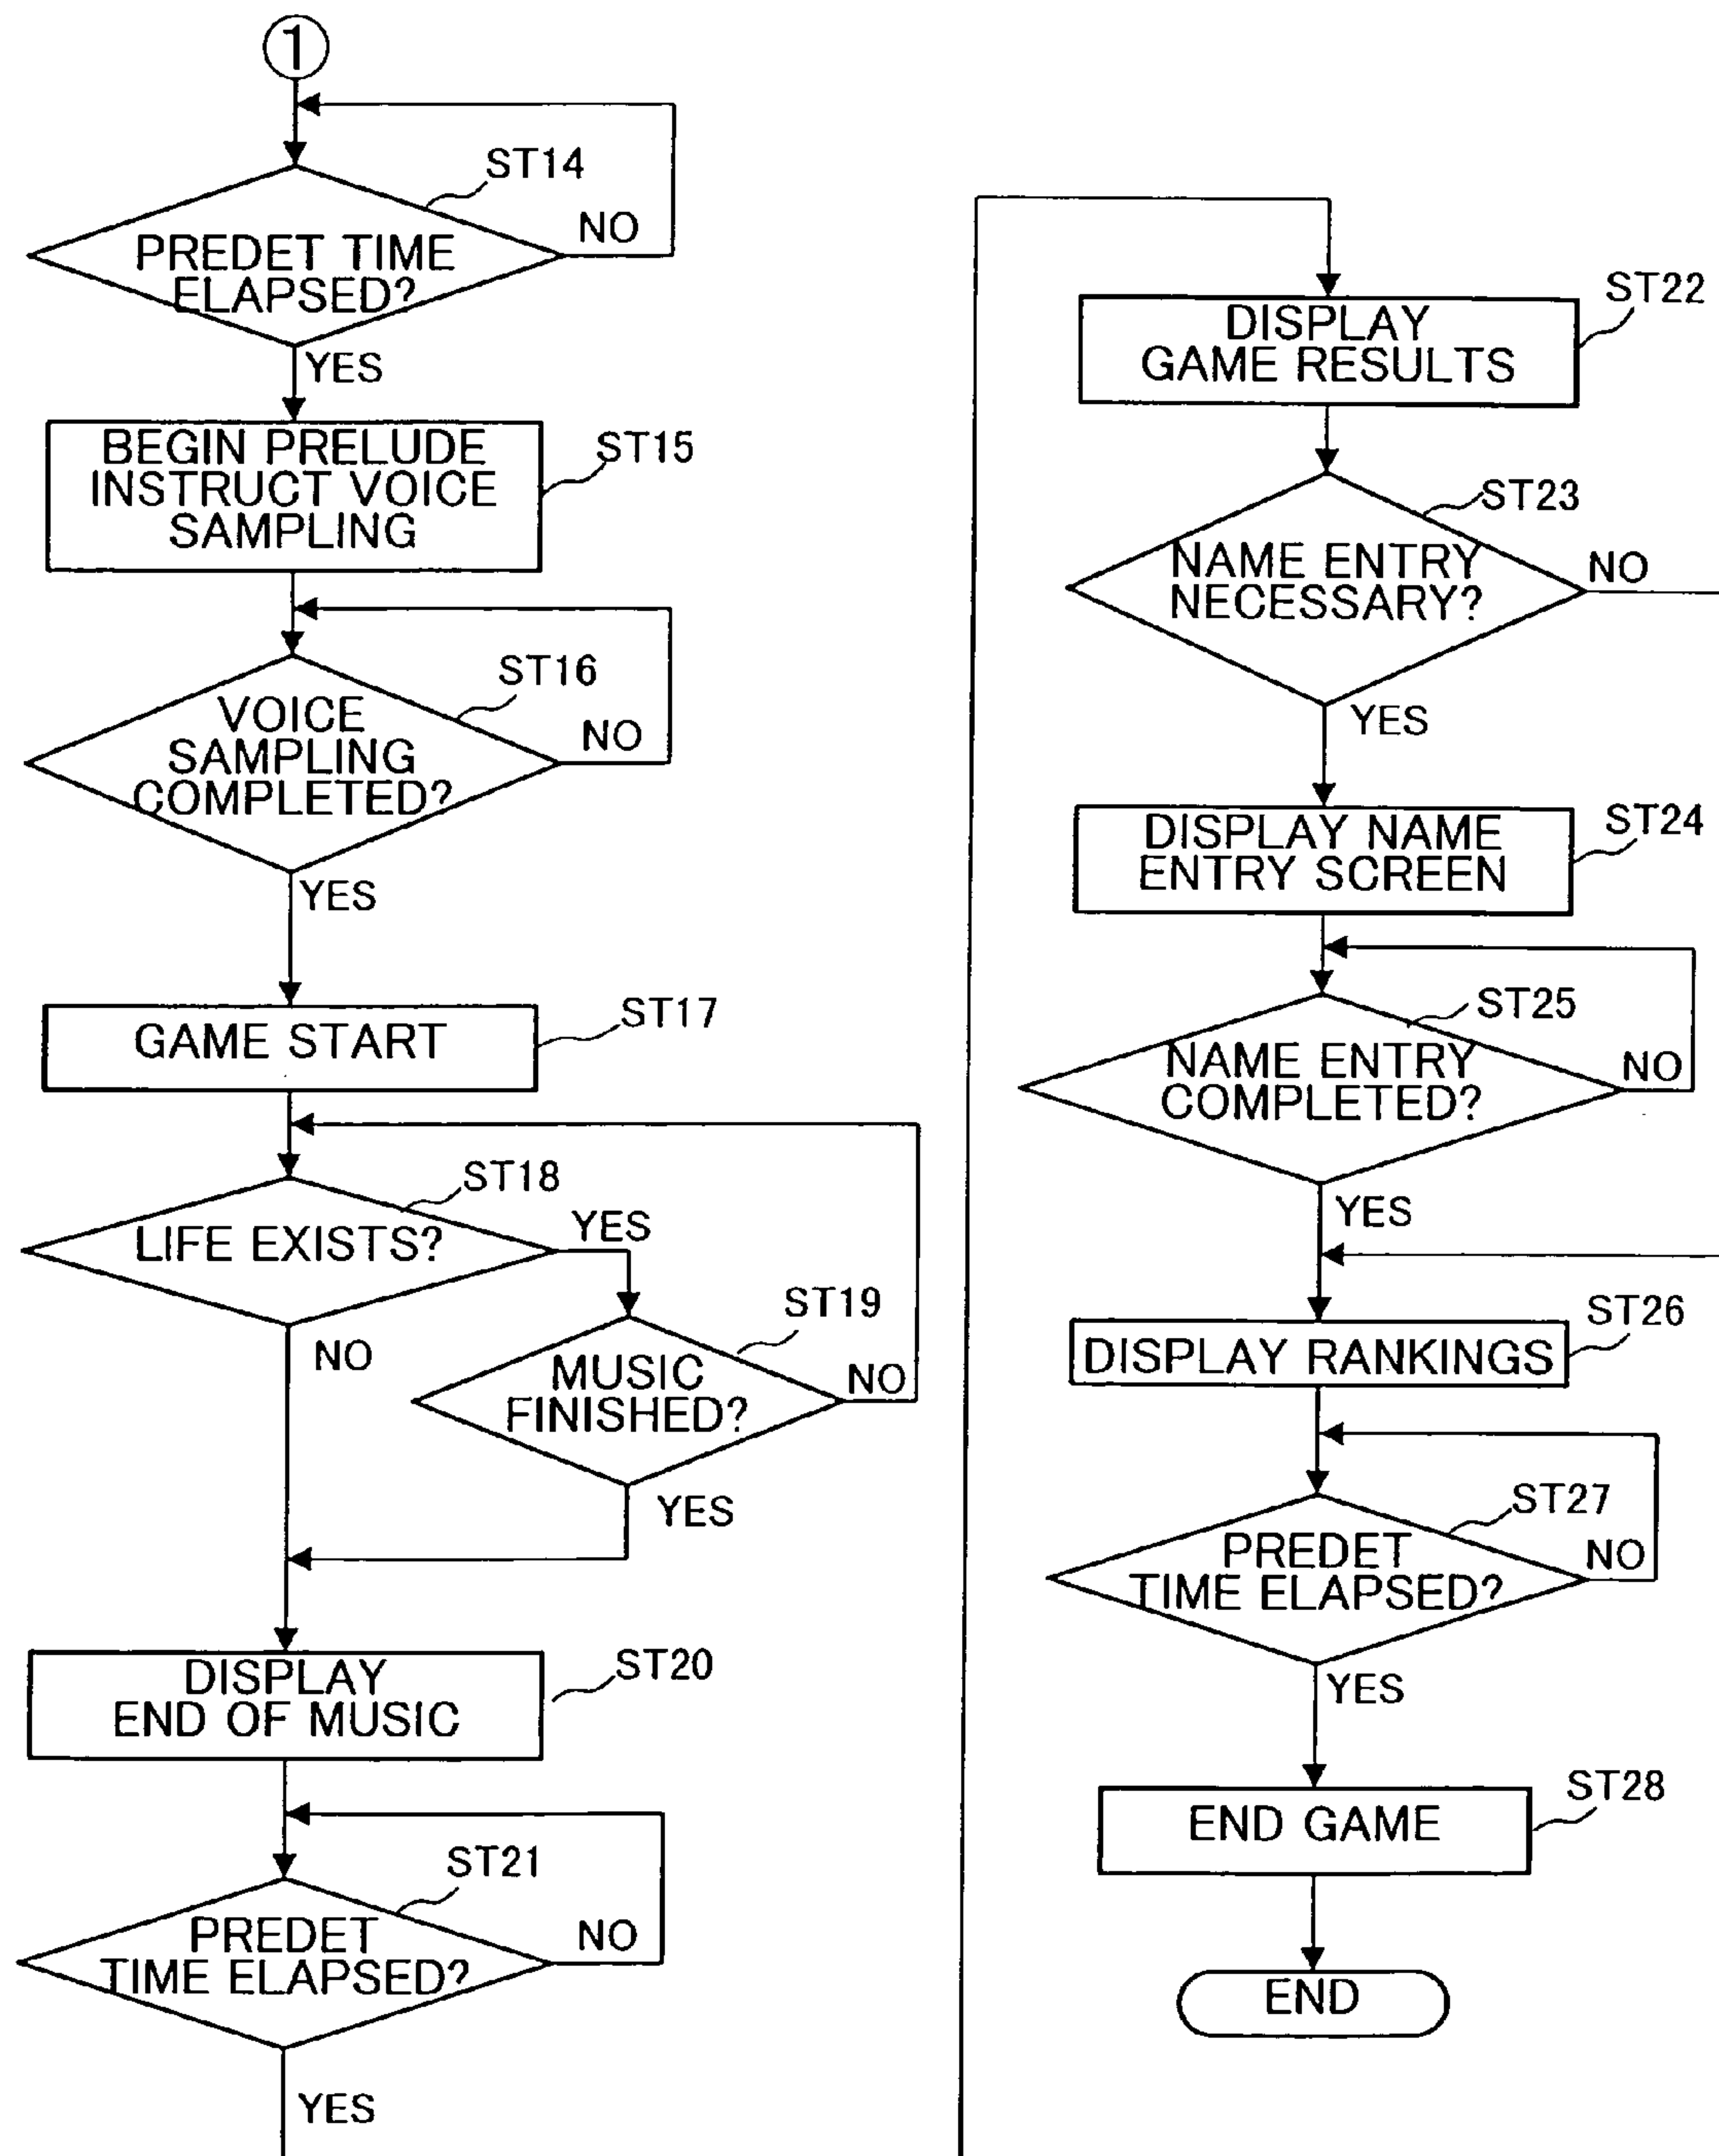 1
ST14
NO
PREDET TIME
ELAPSED?
YES
BEGIN PRELUDE
INSTRUCT VOICE
SAMPLING
ST15
ST16
VOICE
SAMPLING
COMPLETED?
NO
YES
GAME START
ST17
ST18
LIFE EXISTS?
YES
NO
ST19
MUSIC
FINISHED?
NO
YES
DISPLAY
END OF MUSIC
ST20
ST21
PREDET
TIME ELAPSED?
NO
YES
DISPLAY
GAME RESULTS
ST22
ST23
NAME ENTRY
NECESSARY?
NO
YES
DISPLAY NAME
ENTRY SCREEN
ST24
ST25
NAME ENTRY
COMPLETED?
NO
YES
ST26
DISPLAY RANKINGS
ST27
PREDET
TIME ELAPSED?
NO
YES
END GAME
ST28
END